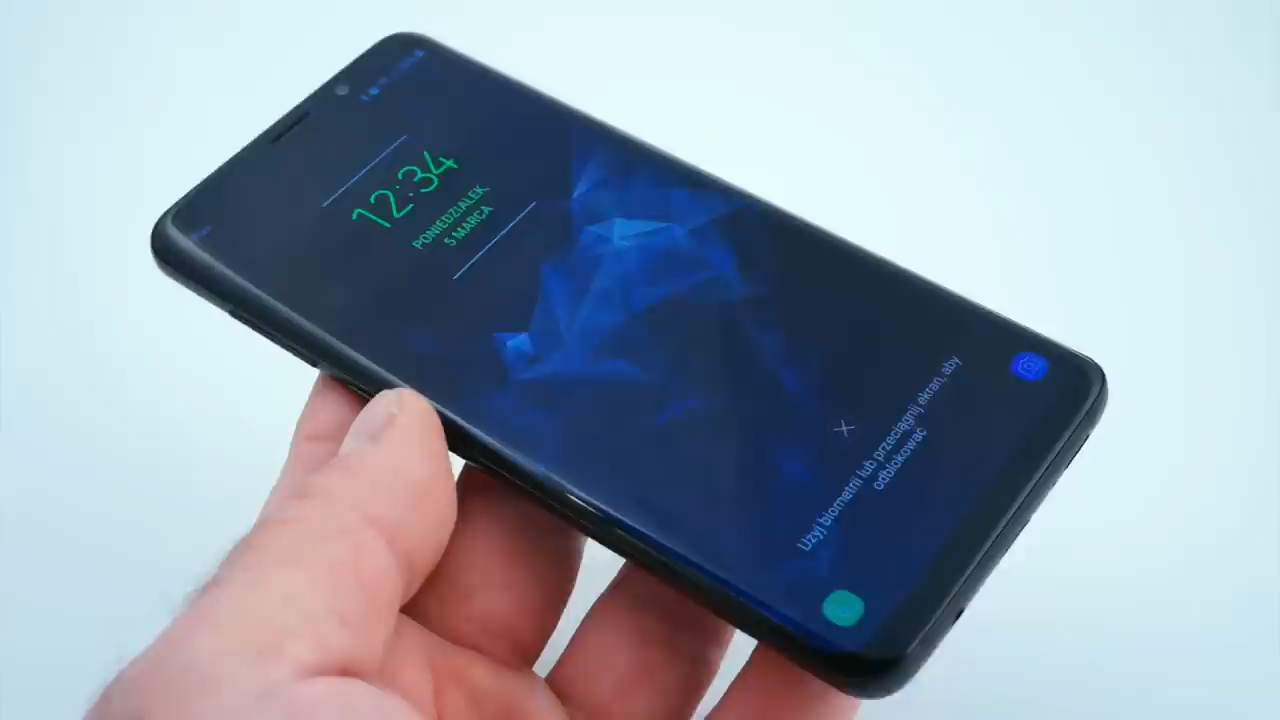 12:34
PONIEDZIAŁEK,
5 MARCA
Użyj biometrii lub przeciągnij ekran, aby
odblokować